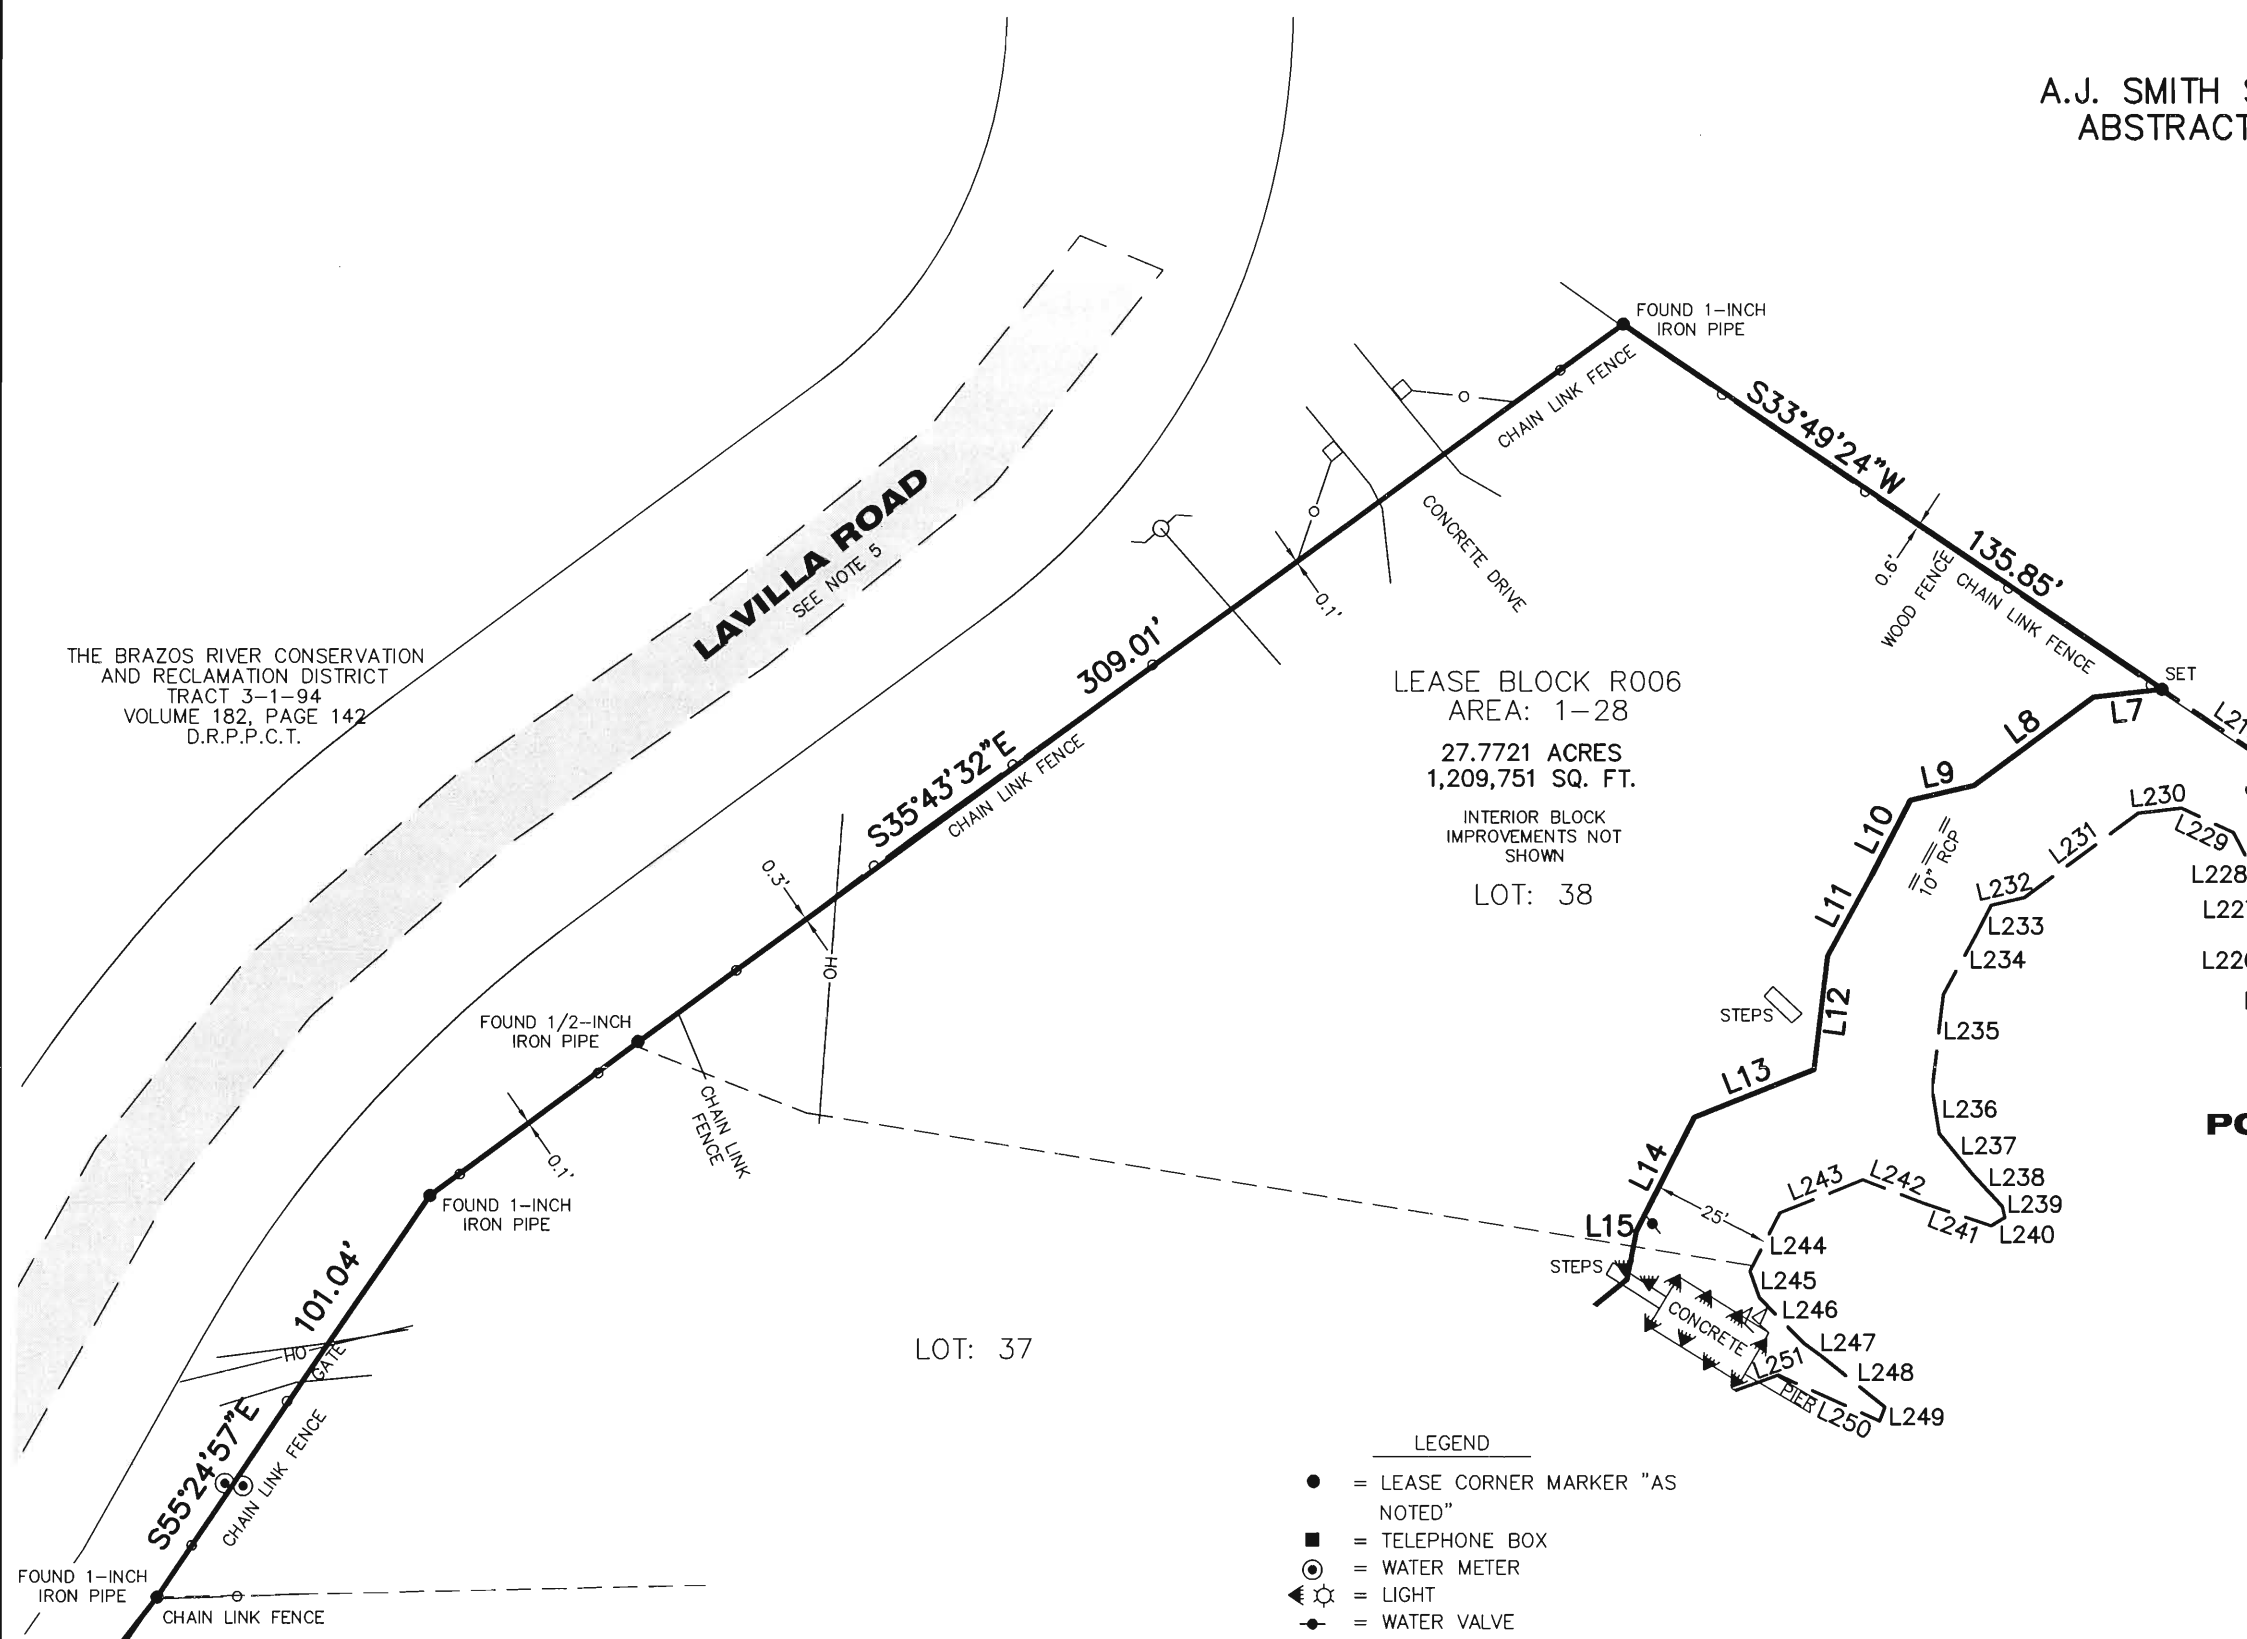 A.J. SMITH
ABSTRACT
FOUND 1-INCH
IRON PIPE
CHAIN LINK FENCE
S33°49'24"W
135.85'
0.6'
WOOD FENCE
CHAIN LINK FENCE
SET
CONCRETE DRIVE
0.1'
309.01'
S35°43'32"E
CHAIN LINK FENCE
LAVILLA ROAD
SEE NOTE 5
THE BRAZOS RIVER CONSERVATION
AND RECLAMATION DISTRICT
TRACT 3-1-94
VOLUME 182, PAGE 142
D.R.P.P.C.T.
LEASE BLOCK R006
AREA: 1-28
27.7721 ACRES
1,209,751 SQ. FT.
INTERIOR BLOCK
IMPROVEMENTS NOT
SHOWN
LOT: 38
L7
L8
L9
L10
L11
L12
L13
L14
L15
10" RCP
STEPS
25'
STEPS
CONCRETE
PIER
L230
L229
L231
L228
L232
L233
L234
L235
L236
L237
L238
L239
L240
L241
L242
L243
L244
L245
L246
L247
L248
L249
L250
L251
0.3'
HO
FOUND 1/2-INCH
IRON PIPE
CHAIN LINK
FENCE
0.1'
FOUND 1-INCH
IRON PIPE
101.04'
HO
GATE
S55°24'57"E
CHAIN LINK FENCE
FOUND 1-INCH
IRON PIPE
CHAIN LINK FENCE
LOT: 37
LEGEND
= LEASE CORNER MARKER "AS
NOTED"
= TELEPHONE BOX
= WATER METER
= LIGHT
= WATER VALVE